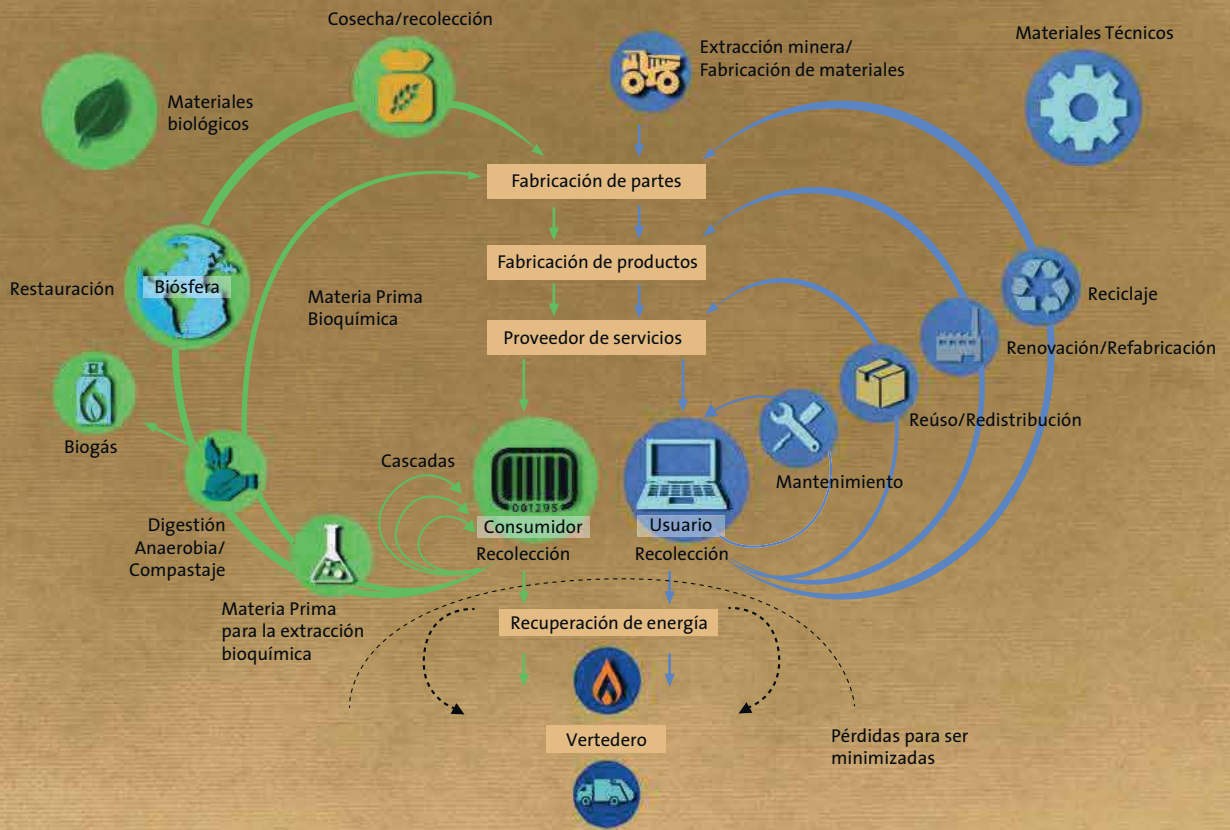 Cosecha/recolección
Extracción minera/
Fabricación de materiales
Materiales Técnicos
Materiales
biológicos
Fabricación de partes
Fabricación de productos
Restauración
Biósfera
Materia Prima
Bioquímica
Reciclaje
Proveedor de servicios
Renovación/Refabricación
Reúso/Redistribución
Biogás
Cascadas
Mantenimiento
001295
Consumidor
Usuario
Digestión
Anaerobia/
Compastaje
Recolección
Recolección
Materia Prima
para la extracción
bioquímica
Recuperación de energía
Vertedero
Pérdidas para ser
minimizadas